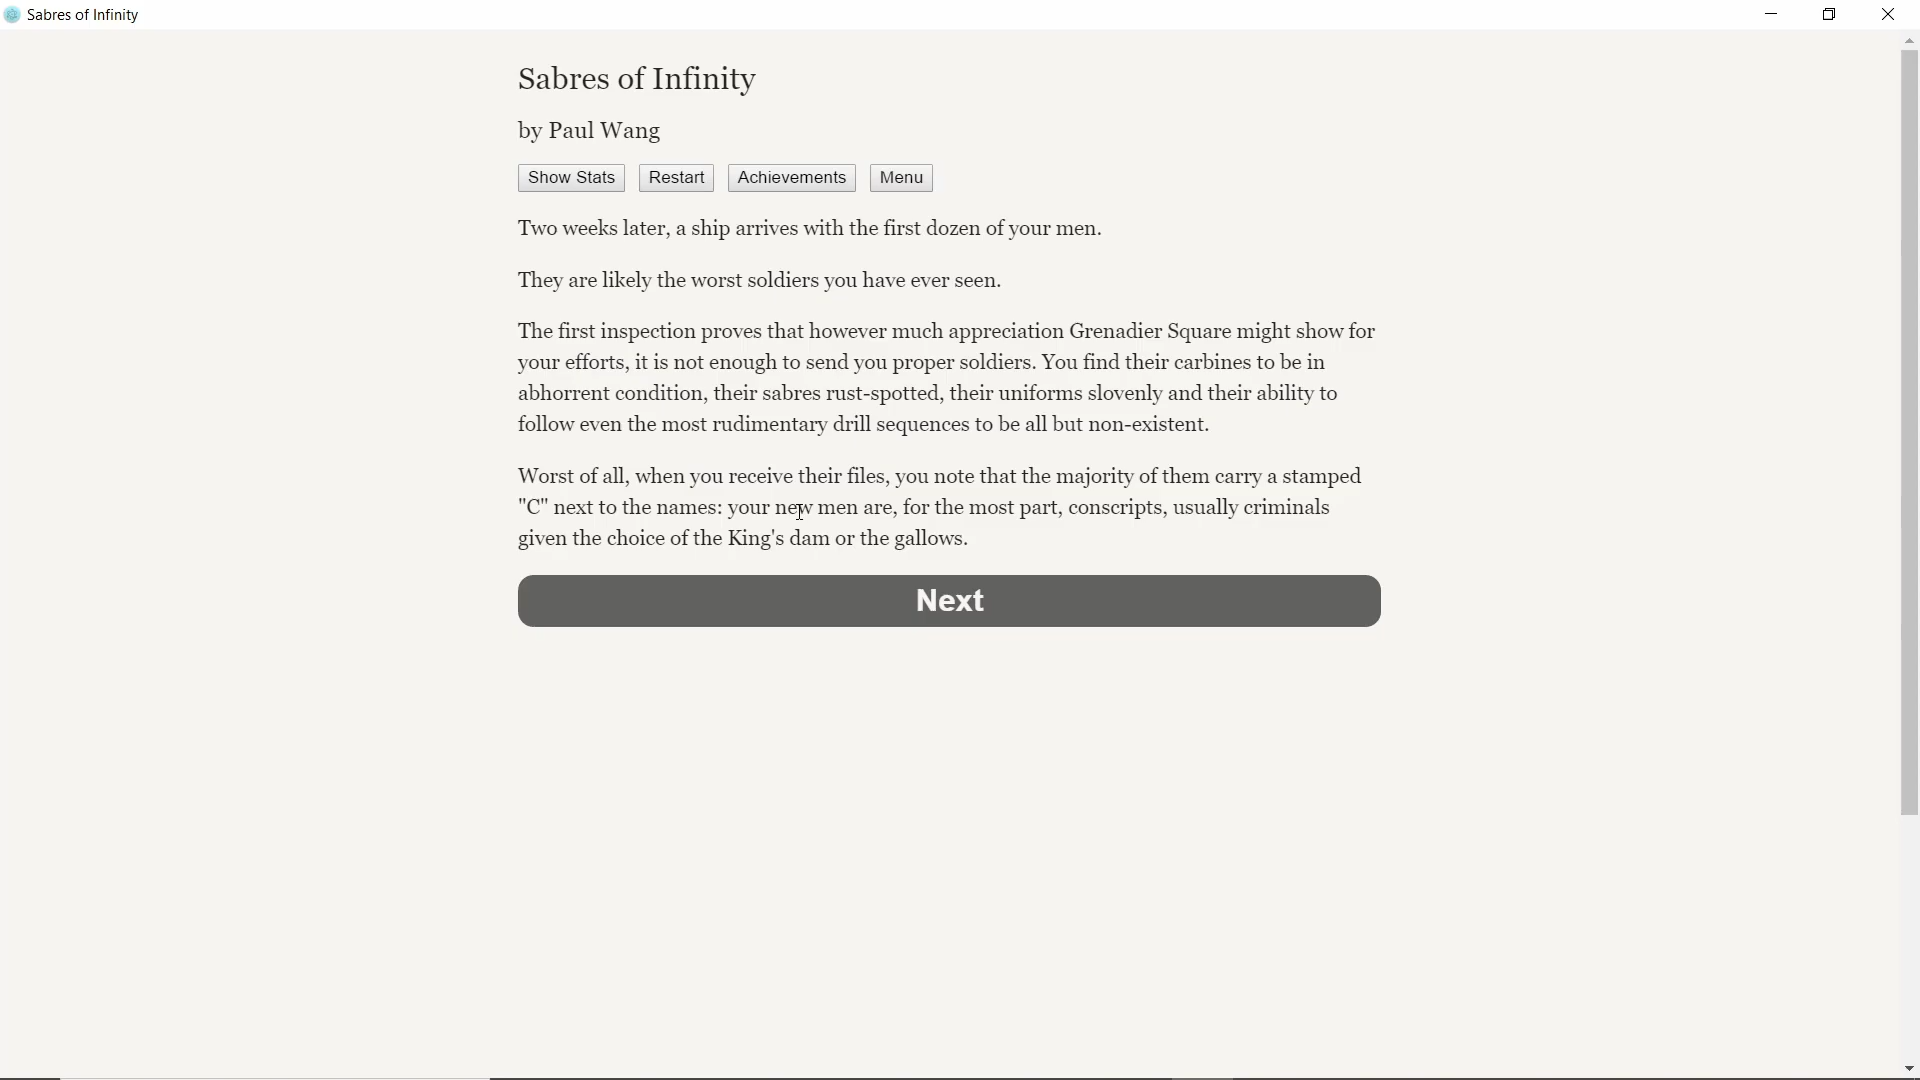 Sabres of Infinity
Sabres of Infinity
by Paul Wang
Show Stats Restart Achievements Menu
Two weeks later, a ship arrives with the first dozen of your men.
They are likely the worst soldiers you have ever seen.
The first inspection proves that however much appreciation Grenadier Square might show for
your efforts, it is not enough to send you proper soldiers. You find their carbines to be in
abhorrent condition, their sabres rust-spotted, their uniforms slovenly and their ability to
follow even the most rudimentary drill sequences to be all but non-existent.
Worst of all, when you receive their files, you note that the majority of them carry a stamped
"C" next to the names: your new men are, for the most part, conscripts, usually criminals
given the choice of the King's dam or the gallows.
Next